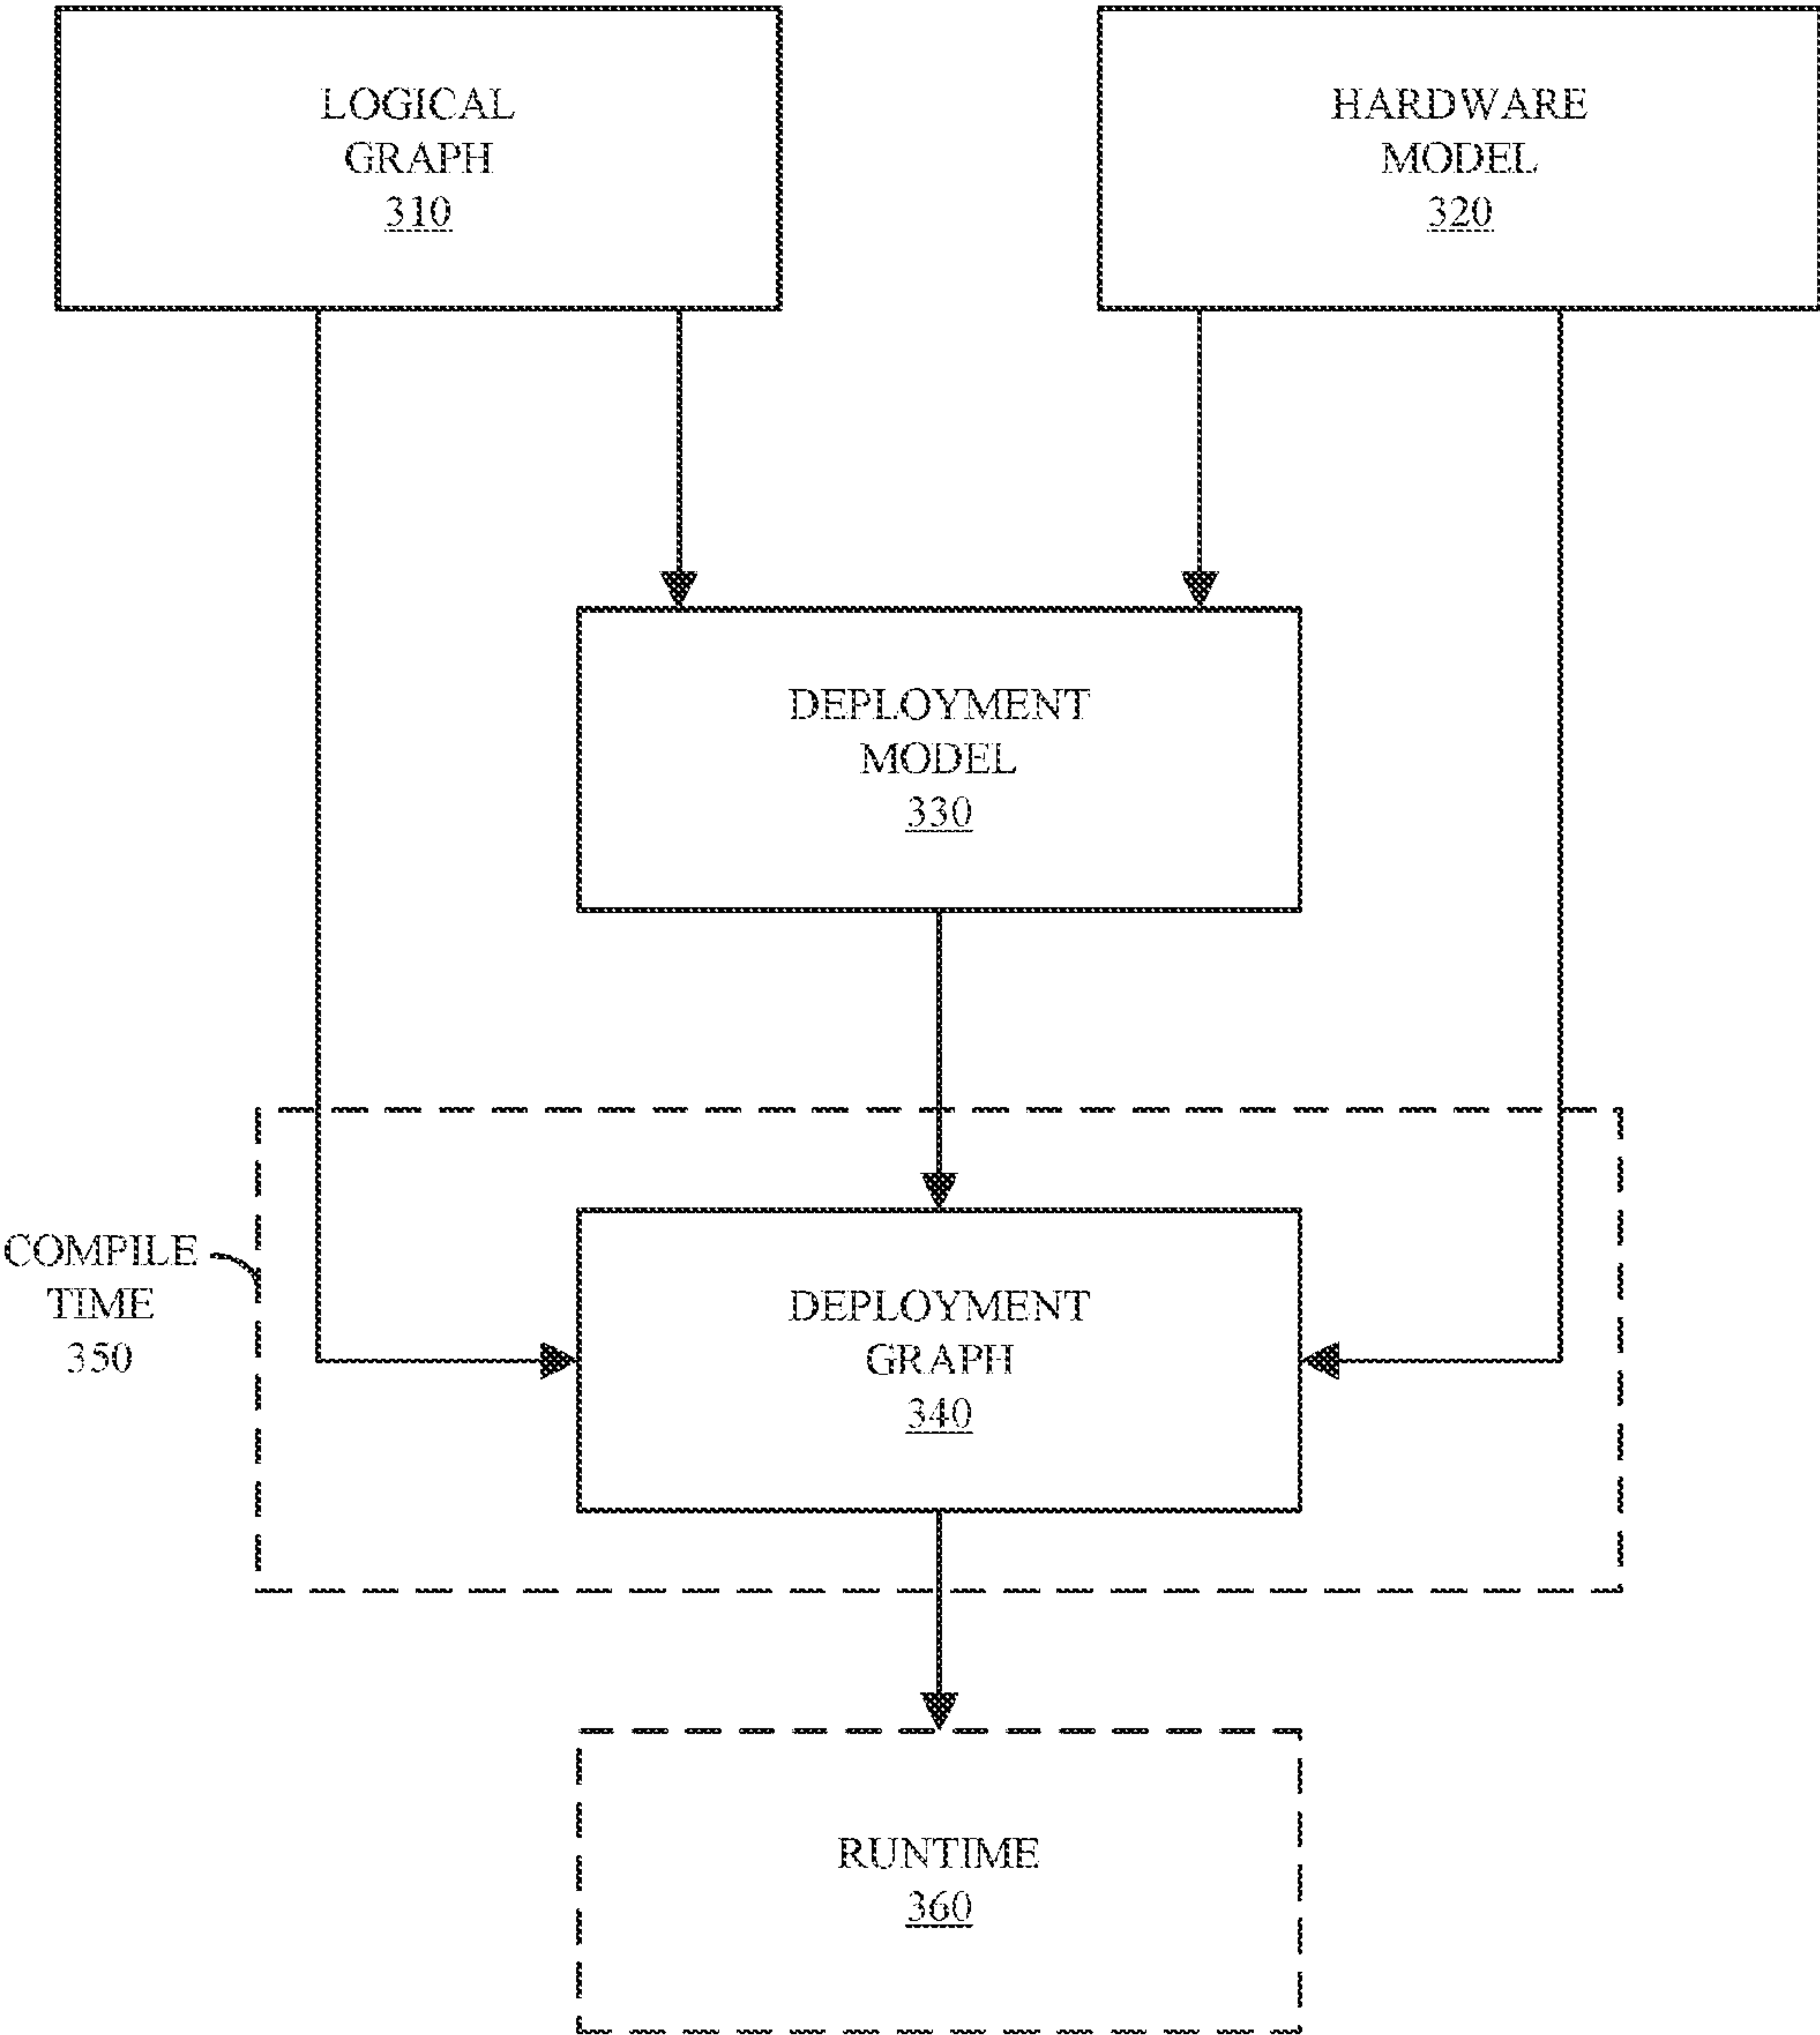 LOGICAL
GRAPH
310
HARDWARE
MODEL
320
DEPLOYMENT
MODEL
330
COMPILE
TIME
350
DEPLOYMENT
GRAPH
340
RUNTIME
360